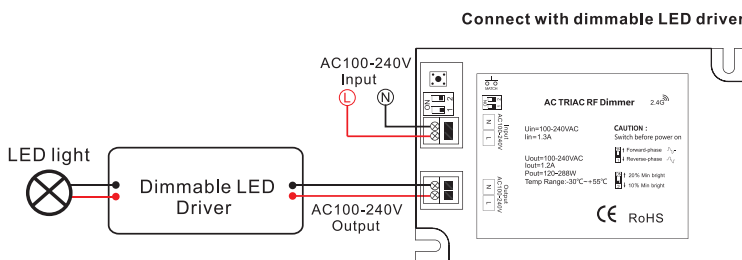 Connect with dimmable LED driver
AC100-240V
Input
L
N
ON
1 2
MATCH
N L
Input
AC100-240V
AC TRIAC RF Dimmer
2.4G
Uin=100-240VAC
Iin=1.3A
CAUTION :
Switch before power on
Forward-phase
Reverse-phase
Uout=100-240VAC
Iout=1.2A
Pout=120-288W
Temp Range:-30℃~+55℃
20% Min bright
10% Min bright
N L
Output
AC100-240V
CE RoHS
LED light
Dimmable LED
Driver
AC100-240V
Output